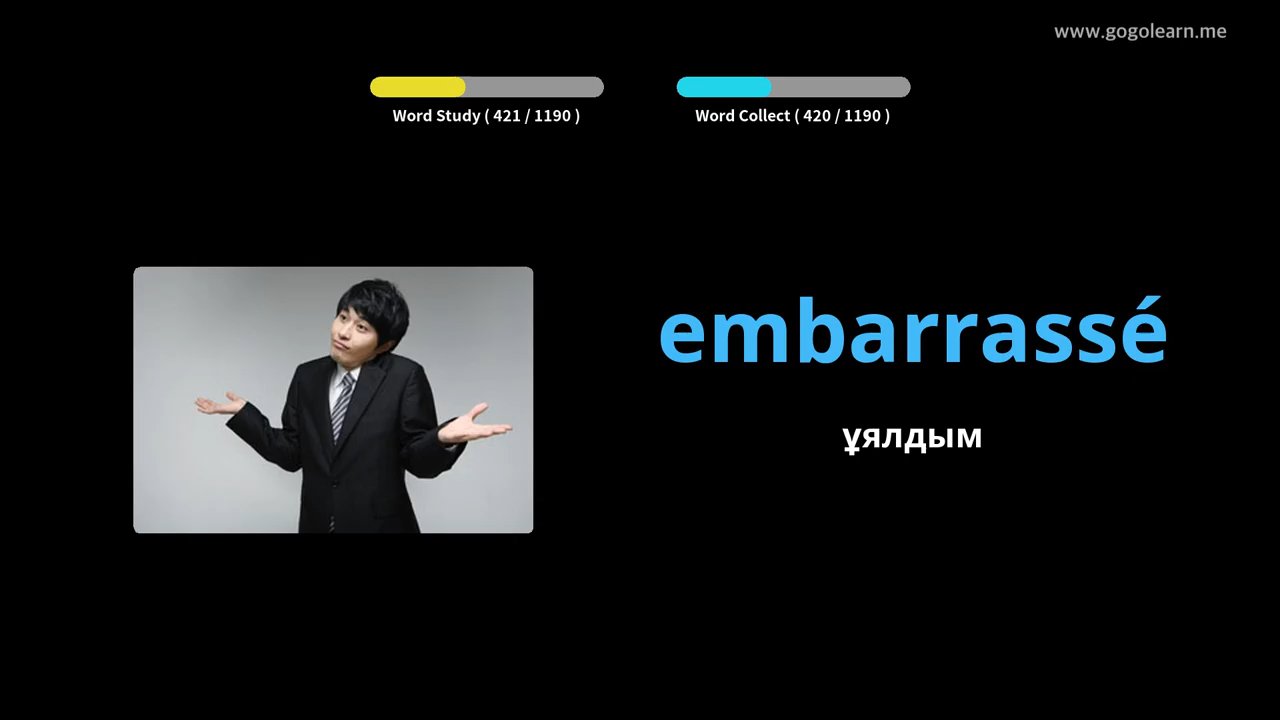 www.gogolearn.me
Word Study ( 421 / 1190 )
Word Collect ( 420 / 1190 )
embarrassé
ұялдым